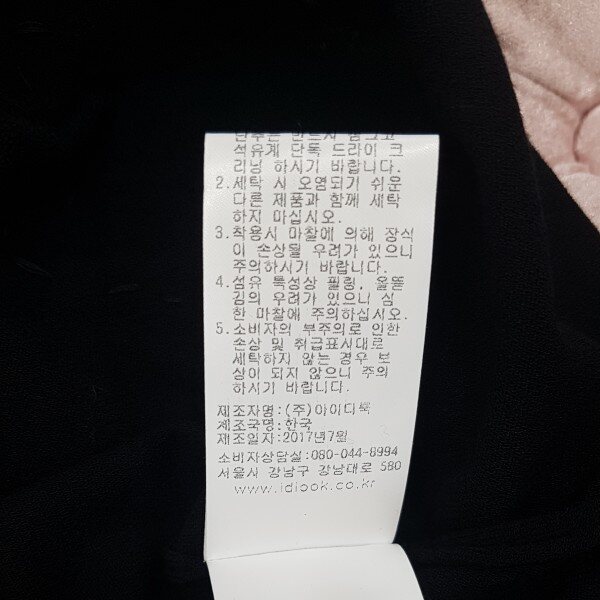 단추는 반드시 잠그고
석유계 단독 드라이 크
리닝 하시기 바랍니다.
2.세탁 시 오염되기 쉬운
다른 제품과 함께 세탁
하지 마십시오.
3.착용시 마찰에 의해 장식
이 손상될 우려가 있으니
주의하시기 바랍니다.
4.섬유 특성상 필링, 올뜯
김의 우려가 있으니 심
한 마찰에 주의하십시오.
5.소비자의 부주의로 인한
손상 및 취급표시대로
세탁하지 않는 경우 보
상이 되지 않으니 주의
하시기 바랍니다.
제조자명:(주)아이디룩
제조국명:한국
제조일자:2017년7월
소비자상담실:080-044-8994
서울시 강남구 강남대로 580
www.idlook.co.kr